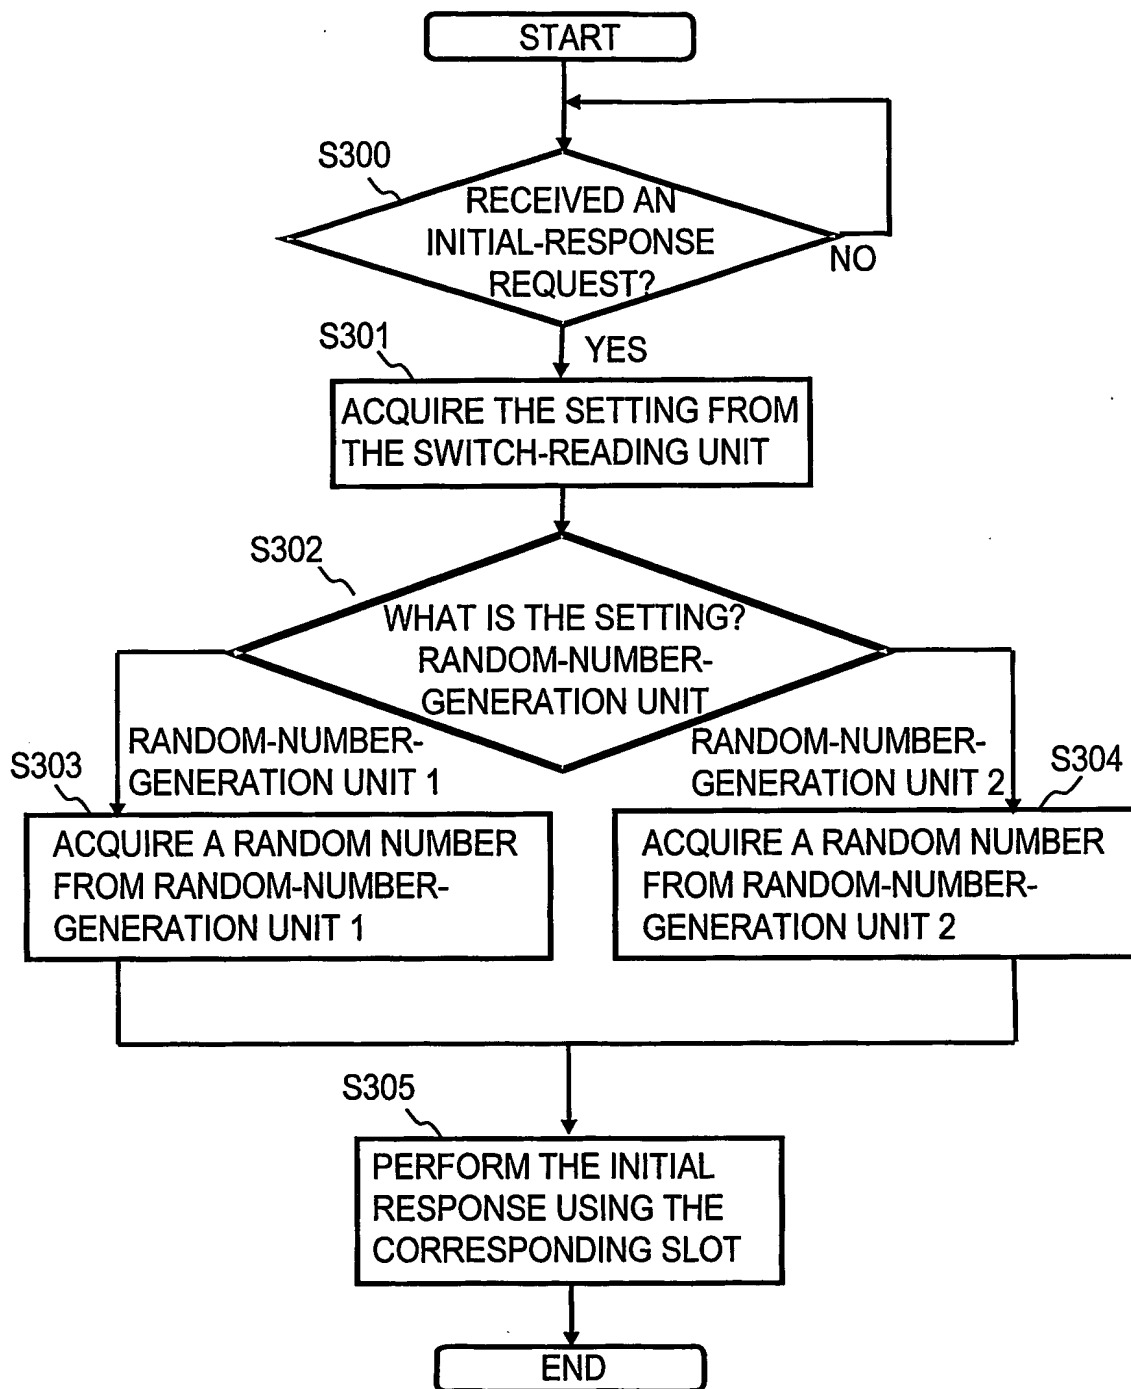 START
S300
RECEIVED AN
INITIAL-RESPONSE
REQUEST?
NO
S301
YES
ACQUIRE THE SETTING FROM
THE SWITCH-READING UNIT
S302
WHAT IS THE SETTING?
RANDOM-NUMBER-
GENERATION UNIT
RANDOM-NUMBER-
GENERATION UNIT 1
RANDOM-NUMBER-
GENERATION UNIT 2
S303
ACQUIRE A RANDOM NUMBER
FROM RANDOM-NUMBER-
GENERATION UNIT 1
S304
ACQUIRE A RANDOM NUMBER
FROM RANDOM-NUMBER-
GENERATION UNIT 2
S305
PERFORM THE INITIAL
RESPONSE USING THE
CORRESPONDING SLOT
END